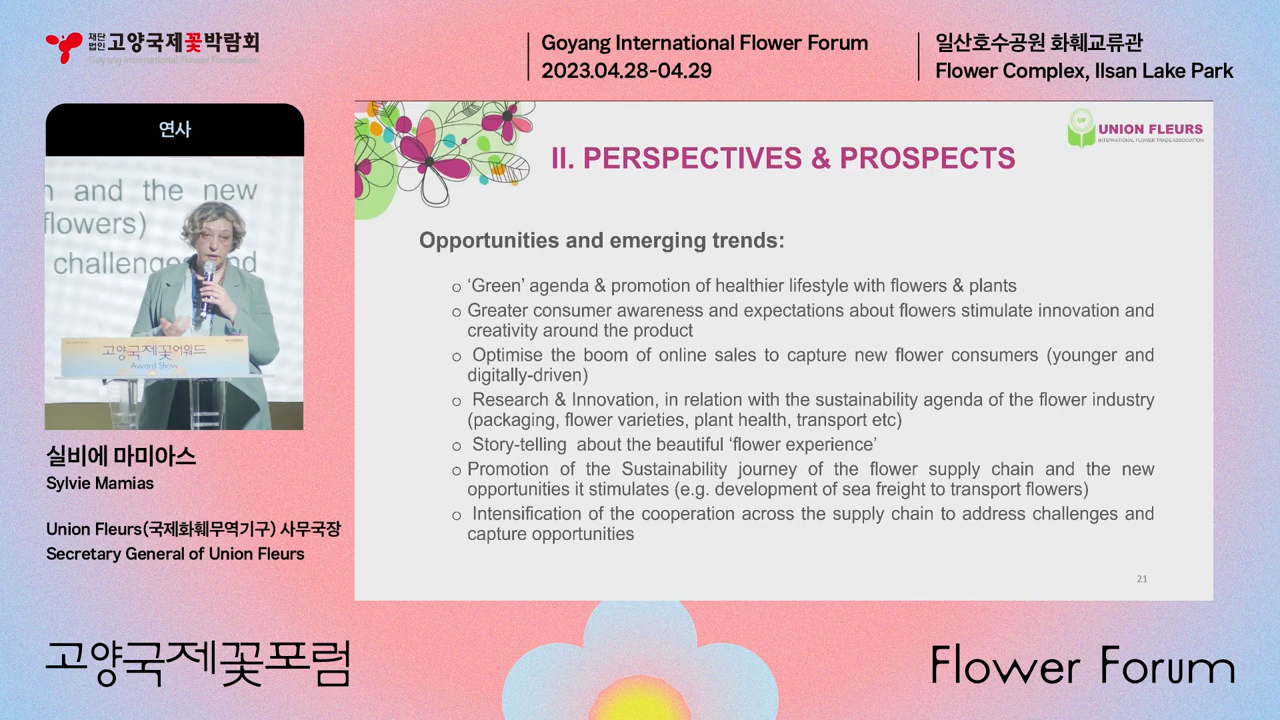 재단
법인 고양국제꽃박람회
Goyang International Flower Foundation
Goyang International Flower Forum
2023.04.28-04.29
일산호수공원 화훼교류관
Flower Complex, Ilsan Lake Park
연사
n and the new
flowers)
challenges and
고양국제꽃어워드
Award Show
실비에 마미아스
Sylvie Mamias
Union Fleurs(국제화훼무역기구) 사무국장
Secretary General of Union Fleurs
UF
UNION FLEURS
INTERNATIONAL FLOWER TRADE ASSOCIATION
II. PERSPECTIVES & PROSPECTS
Opportunities and emerging trends:
o ‘Green’ agenda & promotion of healthier lifestyle with flowers & plants
o Greater consumer awareness and expectations about flowers stimulate innovation and
creativity around the product
o Optimise the boom of online sales to capture new flower consumers (younger and
digitally-driven)
o Research & Innovation, in relation with the sustainability agenda of the flower industry
(packaging, flower varieties, plant health, transport etc)
o Story-telling about the beautiful ‘flower experience’
o Promotion of the Sustainability journey of the flower supply chain and the new
opportunities it stimulates (e.g. development of sea freight to transport flowers)
o Intensification of the cooperation across the supply chain to address challenges and
capture opportunities
21
고양국제꽃포럼
Flower Forum